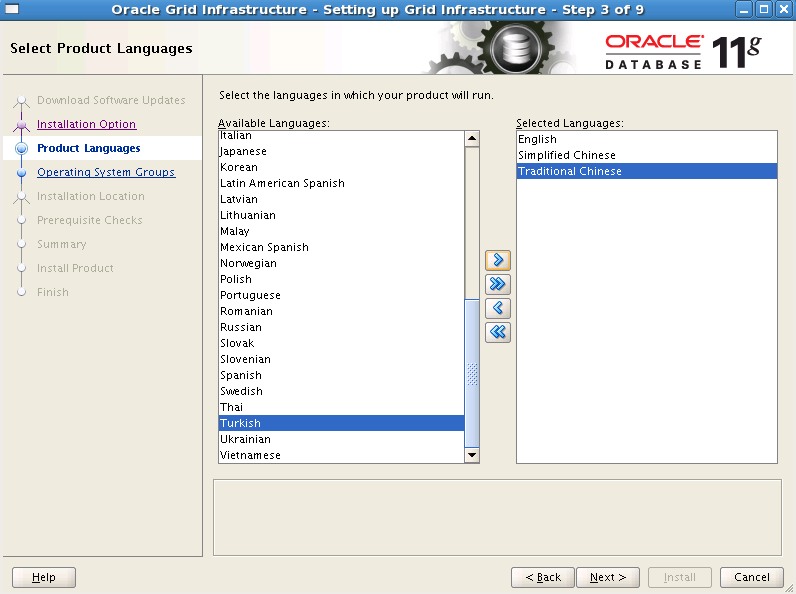 Oracle Grid Infrastructure - Setting up Grid Infrastructure - Step 3 of 9
Select Product Languages
ORACLE
DATABASE
11g
Download Software Updates
Installation Option
Product Languages
Operating System Groups
Installation Location
Prerequisite Checks
Summary
Install Product
Finish
Select the languages in which your product will run.
Available Languages:
Italian
Japanese
Korean
Latin American Spanish
Latvian
Lithuanian
Malay
Mexican Spanish
Norwegian
Polish
Portuguese
Romanian
Russian
Slovak
Slovenian
Spanish
Swedish
Thai
Turkish
Ukrainian
Vietnamese
Selected Languages:
English
Simplified Chinese
Traditional Chinese
Help
< Back
Next >
Install
Cancel